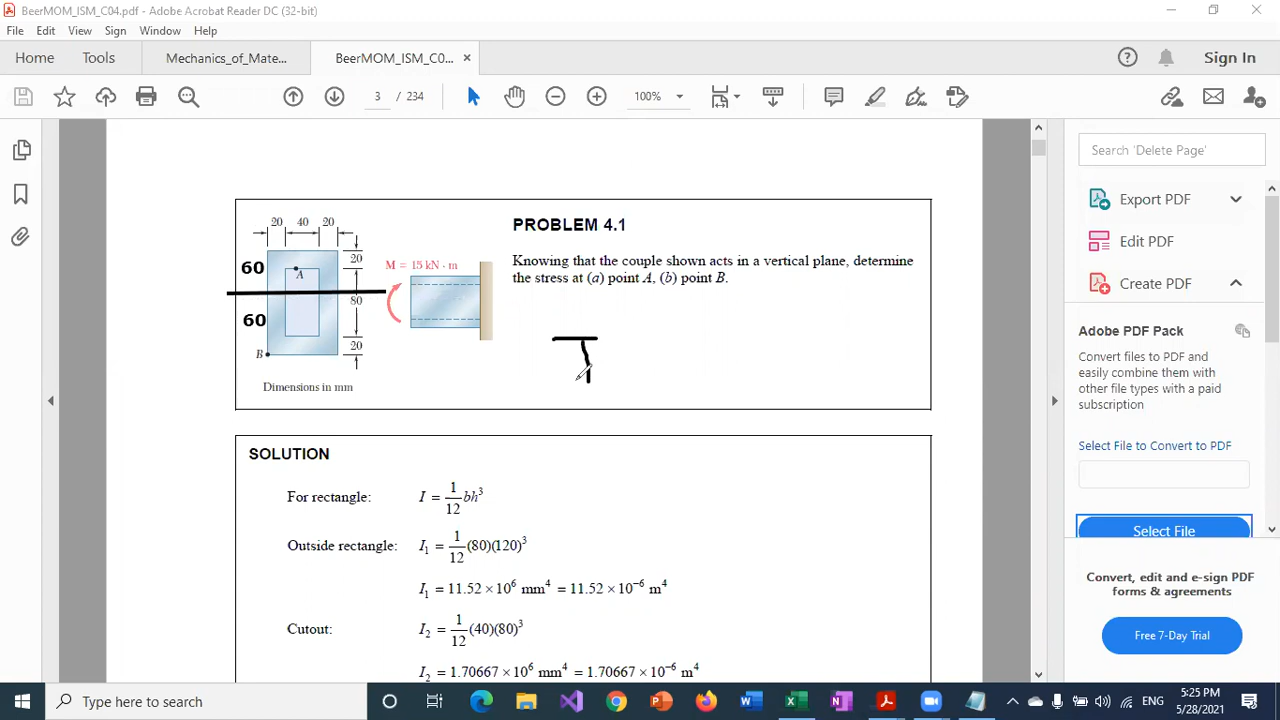 BeerMOM_ISM_C04.pdf - Adobe Acrobat Reader DC (32-bit)
File Edit View Sign Window Help
Home Tools Mechanics_of_Mate... BeerMOM_ISM_C0... × Sign In
3 / 234 100%
Search 'Delete Page'
Export PDF
Edit PDF
Create PDF
Adobe PDF Pack
Convert files to PDF and
easily combine them with
other file types with a paid
subscription
Select File to Convert to PDF
Select File
Convert, edit and e-sign PDF
forms & agreements
Free 7-Day Trial
20 40 20
20
60
A
80
60
20
B
Dimensions in mm
M = 15 kN · m
PROBLEM 4.1
Knowing that the couple shown acts in a vertical plane, determine
the stress at (a) point A, (b) point B.
SOLUTION
For rectangle: I = 1/12 bh³
Outside rectangle: I₁ = 1/12 (80)(120)³
I₁ = 11.52 × 10⁶ mm⁴ = 11.52 × 10⁻⁶ m⁴
Cutout: I₂ = 1/12 (40)(80)³
I₂ = 1.70667 × 10⁶ mm⁴ = 1.70667 × 10⁻⁶ m⁴
Type here to search
ENG
5:25 PM
5/28/2021